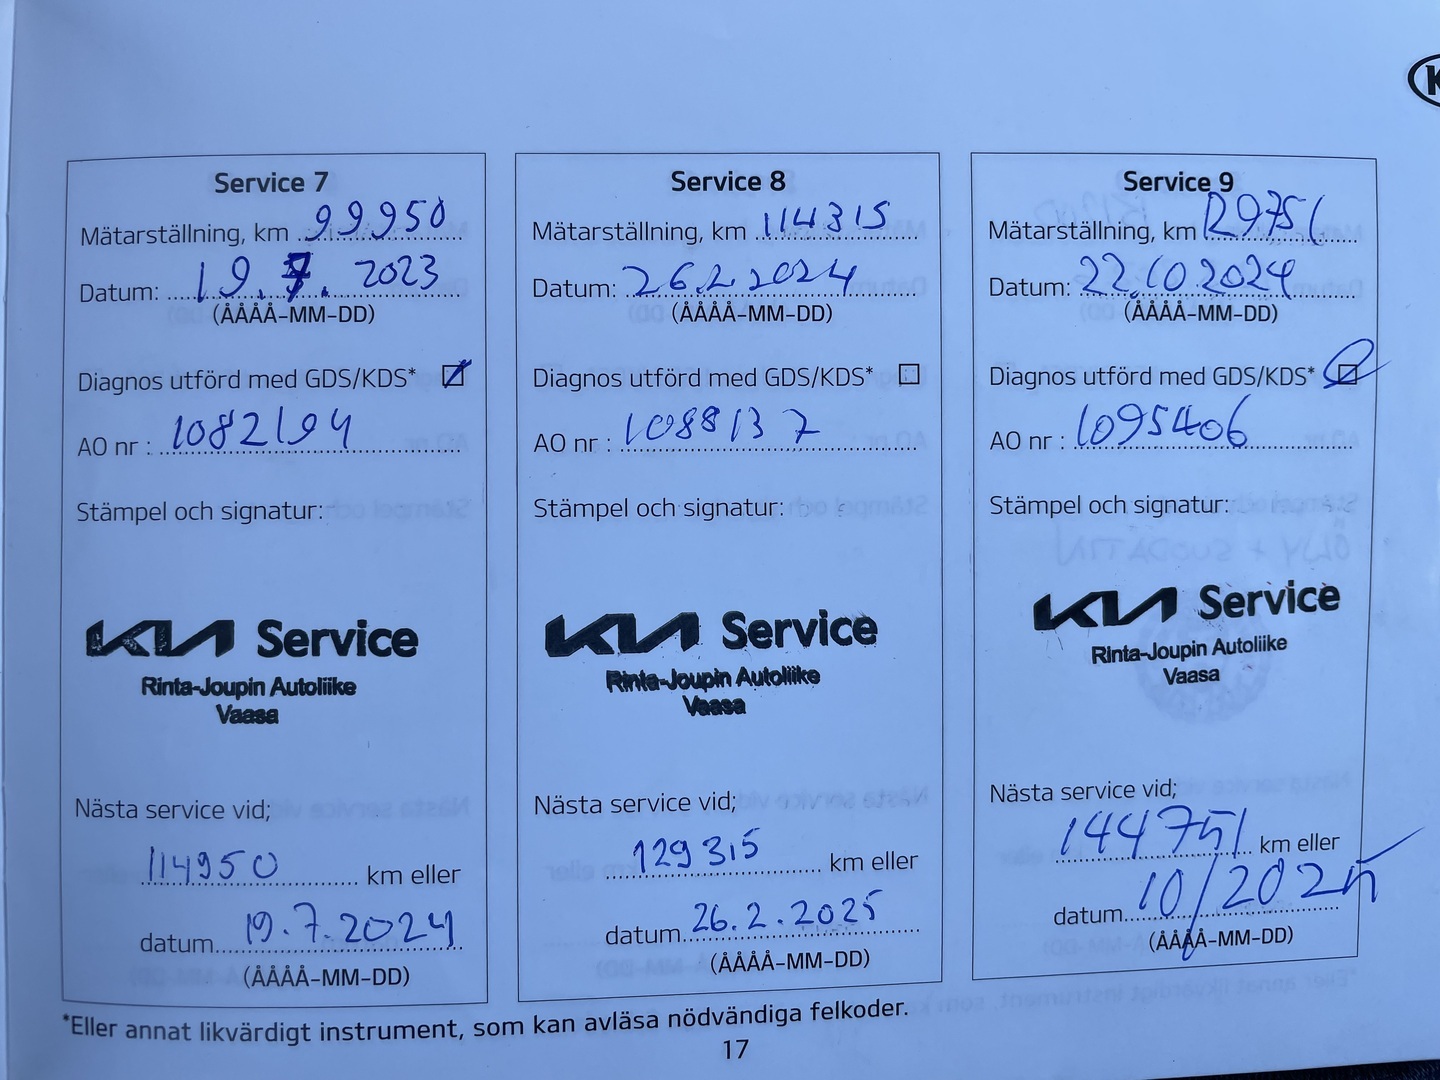 Service 7
Mätarställning, km 99950
Datum: 19.7.2023
(ÅÅÅÅ-MM-DD)
Diagnos utförd med GDS/KDS*
AO nr : 1082194
Stämpel och signatur:
KIA Service
Rinta-Joupin Autoliike
Vaasa
Nästa service vid;
114950 km eller
datum 19.7.2024
(ÅÅÅÅ-MM-DD)
Service 8
Mätarställning, km 114315
Datum: 26.2.2024
(ÅÅÅÅ-MM-DD)
Diagnos utförd med GDS/KDS*
AO nr : 1088137
Stämpel och signatur:
KIA Service
Rinta-Joupin Autoliike
Vaasa
Nästa service vid;
129315 km eller
datum 26.2.2025
(ÅÅÅÅ-MM-DD)
Service 9
Mätarställning, km 129751
Datum: 22.10.2024
(ÅÅÅÅ-MM-DD)
Diagnos utförd med GDS/KDS*
AO nr : 1095406
Stämpel och signatur:
KIA Service
Rinta-Joupin Autoliike
Vaasa
Nästa service vid;
144751 km eller
datum 10/2025
(ÅÅÅÅ-MM-DD)
*Eller annat likvärdigt instrument, som kan avläsa nödvändiga felkoder.
17